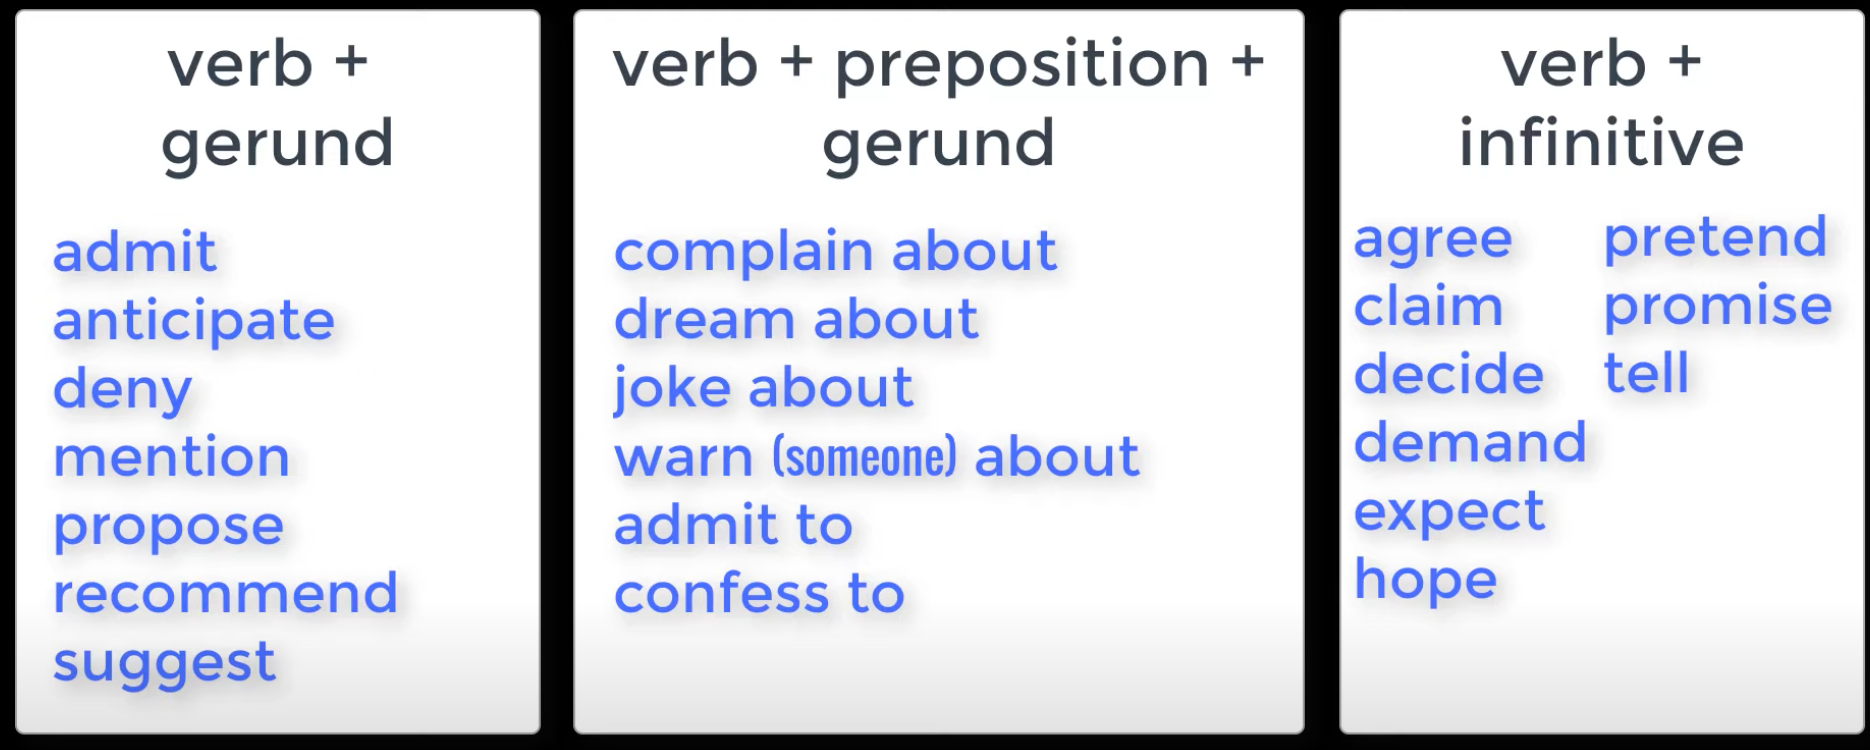 verb +
gerund
admit
anticipate
deny
mention
propose
recommend
suggest
verb + preposition +
gerund
complain about
dream about
joke about
warn (someone) about
admit to
confess to
verb +
infinitive
agree
claim
decide
demand
expect
hope
pretend
promise
tell